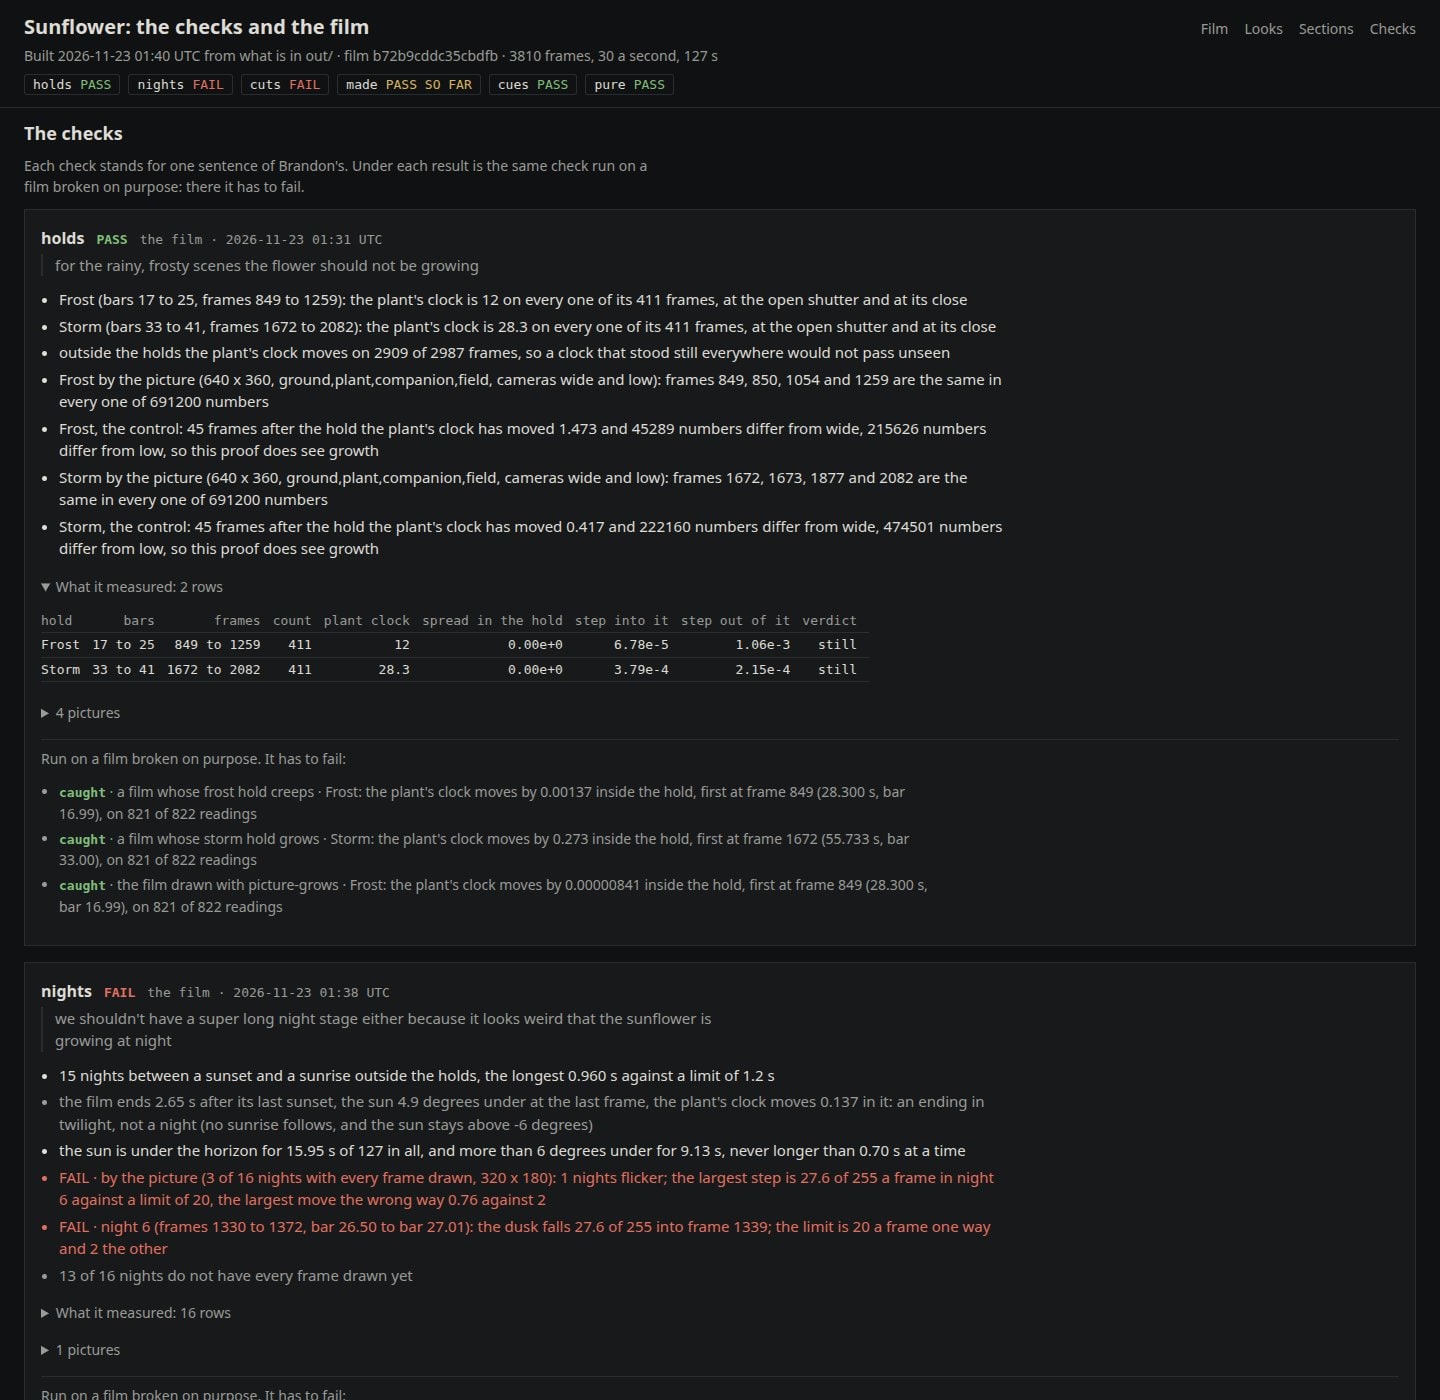 Sunflower: the checks and the film
Film Looks Sections Checks
Built 2026-11-23 01:40 UTC from what is in out/ · film b72b9cddc35cbdfb · 3810 frames, 30 a second, 127 s
holds PASS nights FAIL cuts FAIL made PASS SO FAR cues PASS pure PASS
The checks
Each check stands for one sentence of Brandon's. Under each result is the same check run on a
film broken on purpose: there it has to fail.
holds PASS the film · 2026-11-23 01:31 UTC
for the rainy, frosty scenes the flower should not be growing
• Frost (bars 17 to 25, frames 849 to 1259): the plant's clock is 12 on every one of its 411 frames, at the open shutter and at its close
• Storm (bars 33 to 41, frames 1672 to 2082): the plant's clock is 28.3 on every one of its 411 frames, at the open shutter and at its close
• outside the holds the plant's clock moves on 2909 of 2987 frames, so a clock that stood still everywhere would not pass unseen
• Frost by the picture (640 x 360, ground,plant,companion,field, cameras wide and low): frames 849, 850, 1054 and 1259 are the same in
every one of 691200 numbers
• Frost, the control: 45 frames after the hold the plant's clock has moved 1.473 and 45289 numbers differ from wide, 215626 numbers
differ from low, so this proof does see growth
• Storm by the picture (640 x 360, ground,plant,companion,field, cameras wide and low): frames 1672, 1673, 1877 and 2082 are the
same in every one of 691200 numbers
• Storm, the control: 45 frames after the hold the plant's clock has moved 0.417 and 222160 numbers differ from wide, 474501 numbers
differ from low, so this proof does see growth
▼ What it measured: 2 rows
hold bars frames count plant clock spread in the hold step into it step out of it verdict
Frost 17 to 25 849 to 1259 411 12 0.00e+0 6.78e-5 1.06e-3 still
Storm 33 to 41 1672 to 2082 411 28.3 0.00e+0 3.79e-4 2.15e-4 still
▶ 4 pictures
Run on a film broken on purpose. It has to fail:
• caught · a film whose frost hold creeps · Frost: the plant's clock moves by 0.00137 inside the hold, first at frame 849 (28.300 s, bar
16.99), on 821 of 822 readings
• caught · a film whose storm hold grows · Storm: the plant's clock moves by 0.273 inside the hold, first at frame 1672 (55.733 s, bar
33.00), on 821 of 822 readings
• caught · the film drawn with picture-grows · Frost: the plant's clock moves by 0.00000841 inside the hold, first at frame 849 (28.300 s,
bar 16.99), on 821 of 822 readings
nights FAIL the film · 2026-11-23 01:38 UTC
we shouldn't have a super long night stage either because it looks weird that the sunflower is
growing at night
• 15 nights between a sunset and a sunrise outside the holds, the longest 0.960 s against a limit of 1.2 s
• the film ends 2.65 s after its last sunset, the sun 4.9 degrees under at the last frame, the plant's clock moves 0.137 in it: an ending in
twilight, not a night (no sunrise follows, and the sun stays above -6 degrees)
• the sun is under the horizon for 15.95 s of 127 in all, and more than 6 degrees under for 9.13 s, never longer than 0.70 s at a time
• FAIL · by the picture (3 of 16 nights with every frame drawn, 320 x 180): 1 nights flicker; the largest step is 27.6 of 255 a frame in night
6 against a limit of 20, the largest move the wrong way 0.76 against 2
• FAIL · night 6 (frames 1330 to 1372, bar 26.50 to bar 27.01): the dusk falls 27.6 of 255 into frame 1339; the limit is 20 a frame one way
and 2 the other
• 13 of 16 nights do not have every frame drawn yet
▶ What it measured: 16 rows
▶ 1 pictures
Run on a film broken on purpose. It has to fail: